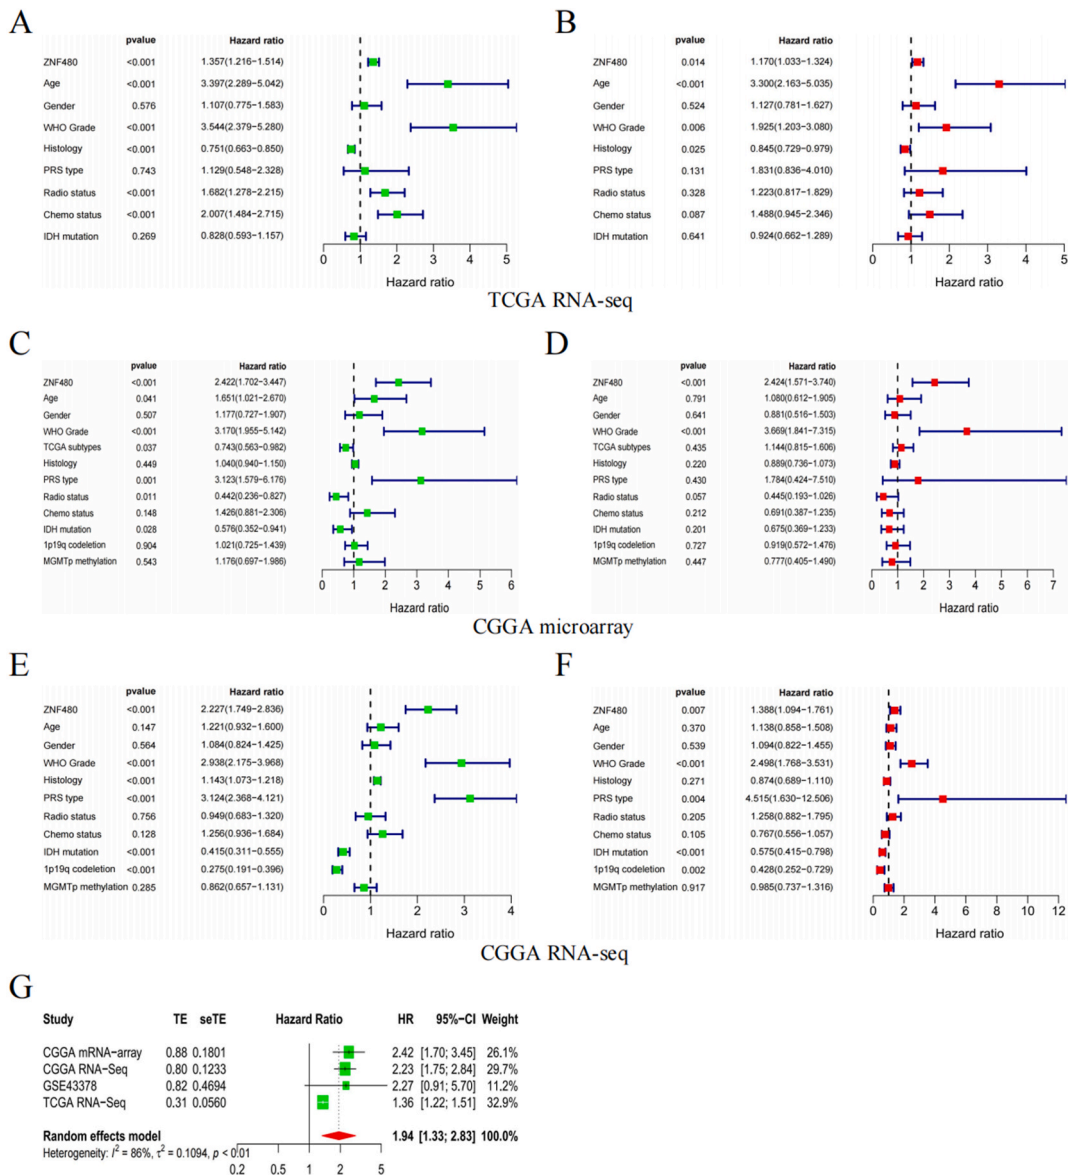 A
pvalue Hazard ratio
ZNF480 <0.001 1.357(1.216−1.514)
Age <0.001 3.397(2.289−5.042)
Gender 0.576 1.107(0.775−1.583)
WHO Grade <0.001 3.544(2.379−5.280)
Histology <0.001 0.751(0.663−0.850)
PRS type 0.743 1.129(0.548−2.328)
Radio status <0.001 1.682(1.278−2.215)
Chemo status <0.001 2.007(1.484−2.715)
IDH mutation 0.269 0.828(0.593−1.157)
0 1 2 3 4 5
Hazard ratio
B
pvalue Hazard ratio
ZNF480 0.014 1.170(1.033−1.324)
Age <0.001 3.300(2.163−5.035)
Gender 0.524 1.127(0.781−1.627)
WHO Grade 0.006 1.925(1.203−3.080)
Histology 0.025 0.845(0.729−0.979)
PRS type 0.131 1.831(0.836−4.010)
Radio status 0.328 1.223(0.817−1.829)
Chemo status 0.087 1.488(0.945−2.346)
IDH mutation 0.641 0.924(0.662−1.289)
0 1 2 3 4 5
Hazard ratio
TCGA RNA-seq
C
pvalue Hazard ratio
ZNF480 <0.001 2.422(1.702−3.447)
Age 0.041 1.651(1.021−2.670)
Gender 0.507 1.177(0.727−1.907)
WHO Grade <0.001 3.170(1.955−5.142)
TCGA subtypes 0.037 0.743(0.563−0.982)
Histology 0.449 1.040(0.940−1.150)
PRS type 0.001 3.123(1.579−6.176)
Radio status 0.011 0.442(0.236−0.827)
Chemo status 0.148 1.426(0.881−2.306)
IDH mutation 0.028 0.576(0.352−0.941)
1p19q codeletion 0.904 1.021(0.725−1.439)
MGMTp methylation 0.543 1.176(0.697−1.986)
0 1 2 3 4 5 6
Hazard ratio
D
pvalue Hazard ratio
ZNF480 <0.001 2.424(1.571−3.740)
Age 0.791 1.080(0.612−1.905)
Gender 0.641 0.881(0.516−1.503)
WHO Grade <0.001 3.669(1.841−7.315)
TCGA subtypes 0.435 1.144(0.815−1.606)
Histology 0.220 0.889(0.736−1.073)
PRS type 0.430 1.784(0.424−7.510)
Radio status 0.057 0.445(0.193−1.026)
Chemo status 0.212 0.691(0.387−1.235)
IDH mutation 0.201 0.675(0.369−1.233)
1p19q codeletion 0.727 0.919(0.572−1.476)
MGMTp methylation 0.447 0.777(0.405−1.490)
0 1 2 3 4 5 6 7
Hazard ratio
CGGA microarray
E
pvalue Hazard ratio
ZNF480 <0.001 2.227(1.749−2.836)
Age 0.147 1.221(0.932−1.600)
Gender 0.564 1.084(0.824−1.425)
WHO Grade <0.001 2.938(2.175−3.968)
Histology <0.001 1.143(1.073−1.218)
PRS type <0.001 3.124(2.368−4.121)
Radio status 0.756 0.949(0.683−1.320)
Chemo status 0.128 1.256(0.936−1.684)
IDH mutation <0.001 0.415(0.311−0.555)
1p19q codeletion <0.001 0.275(0.191−0.396)
MGMTp methylation 0.285 0.862(0.657−1.131)
0 1 2 3 4
Hazard ratio
F
pvalue Hazard ratio
ZNF480 0.007 1.388(1.094−1.761)
Age 0.370 1.138(0.858−1.508)
Gender 0.539 1.094(0.822−1.455)
WHO Grade <0.001 2.498(1.768−3.531)
Histology 0.271 0.874(0.689−1.110)
PRS type 0.004 4.515(1.630−12.506)
Radio status 0.205 1.258(0.882−1.795)
Chemo status 0.105 0.767(0.556−1.057)
IDH mutation <0.001 0.575(0.415−0.798)
1p19q codeletion 0.002 0.428(0.252−0.729)
MGMTp methylation 0.917 0.985(0.737−1.316)
0 2 4 6 8 10 12
Hazard ratio
CGGA RNA-seq
G
Study TE seTE Hazard Ratio HR 95%−CI Weight
CGGA mRNA−array 0.88 0.1801 2.42 [1.70; 3.45] 26.1%
CGGA RNA−Seq 0.80 0.1233 2.23 [1.75; 2.84] 29.7%
GSE43378 0.82 0.4694 2.27 [0.91; 5.70] 11.2%
TCGA RNA−Seq 0.31 0.0560 1.36 [1.22; 1.51] 32.9%
Random effects model 1.94 [1.33; 2.83] 100.0%
Heterogeneity: I² = 86%, τ² = 0.1094, p < 0.01
0.2 0.5 1 2 5